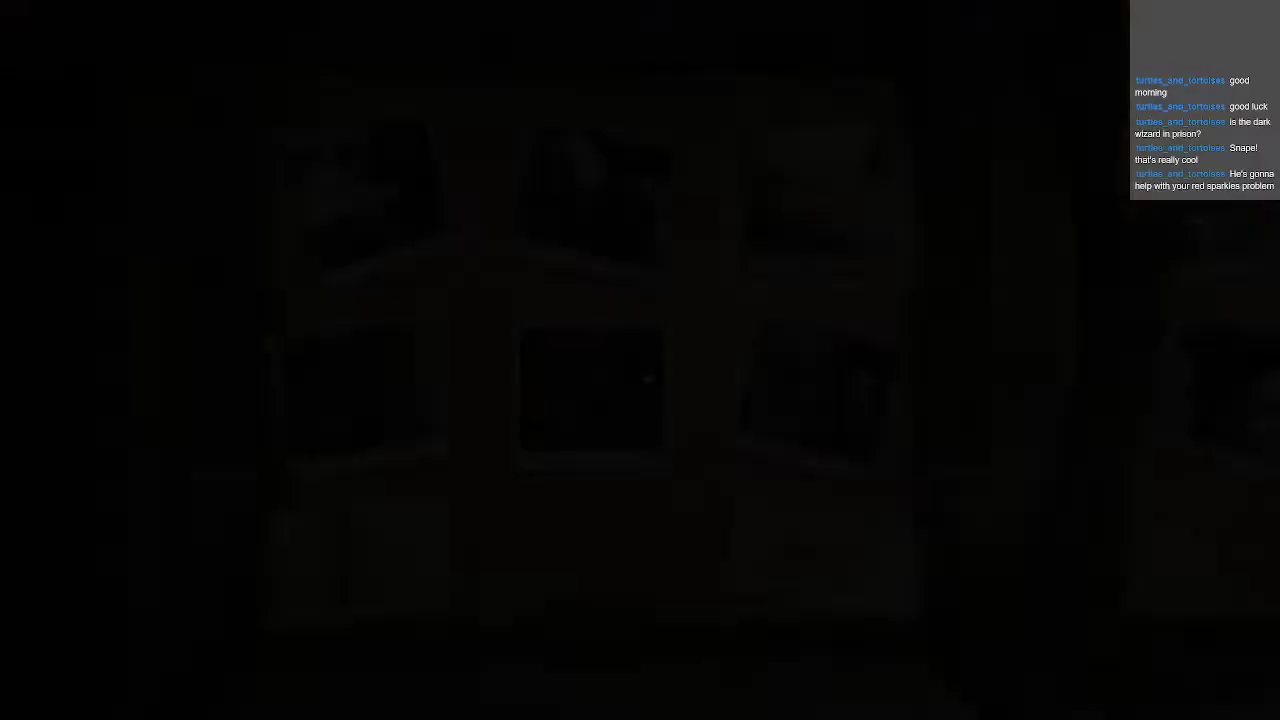 turtles_and_tortoises good
morning
turtles_and_tortoises good luck
turtles_and_tortoises is the dark
wizard in prison?
turtles_and_tortoises Snape!
that's really cool
turtles_and_tortoises He's gonna
help with your red sparkles problem